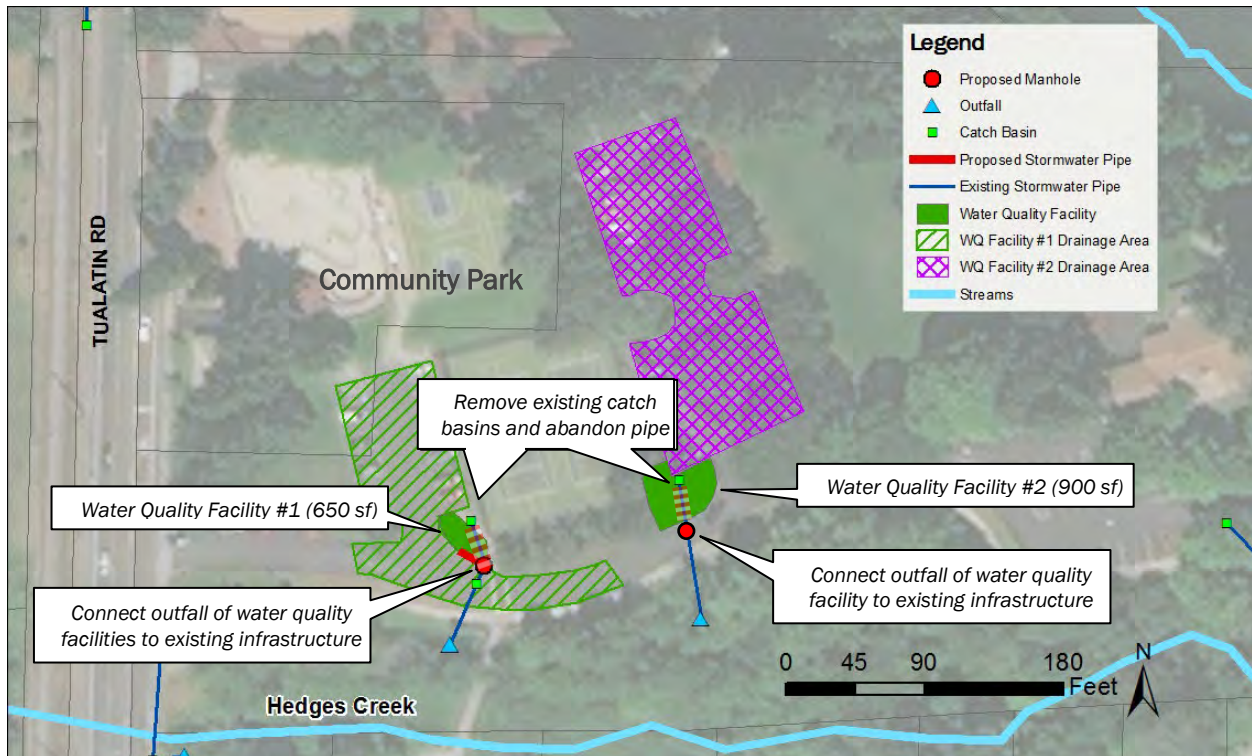 Legend
Proposed Manhole
Outfall
Catch Basin
Proposed Stormwater Pipe
Existing Stormwater Pipe
Water Quality Facility
WQ Facility #1 Drainage Area
WQ Facility #2 Drainage Area
Streams
TUALATIN RD
Community Park
Remove existing catch
basins and abandon pipe
Water Quality Facility #1 (650 sf)
Water Quality Facility #2 (900 sf)
Connect outfall of water quality
facilities to existing infrastructure
Connect outfall of water quality
facility to existing infrastructure
0 45 90 180
Feet
N
Hedges Creek